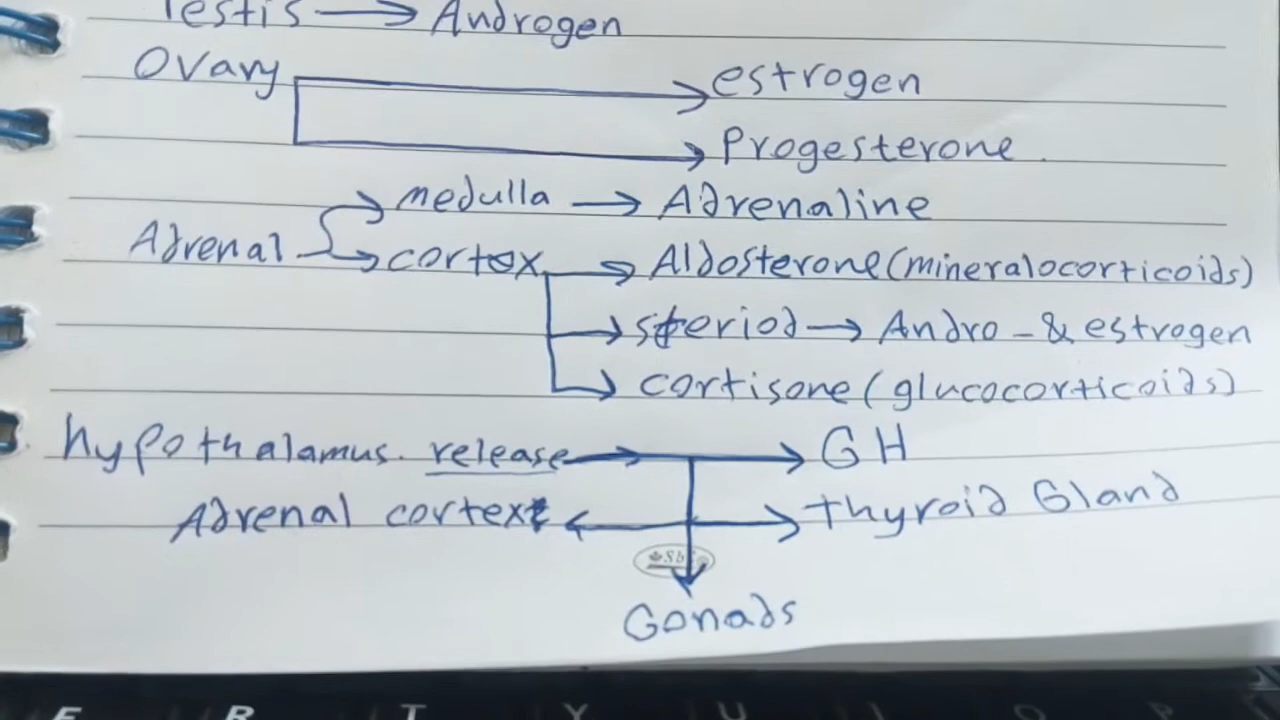 Testis → Androgen
Ovary → estrogen
→ Progesterone
medulla → Adrenaline
Adrenal → cortex → Aldosterone (mineralocorticoids)
steriod → Andro - & estrogen
cortisone (glucocorticoids)
hypothalamus release → GH
Adrenal cortex ← → thyroid Gland
Gonads
E R T Y U I O P